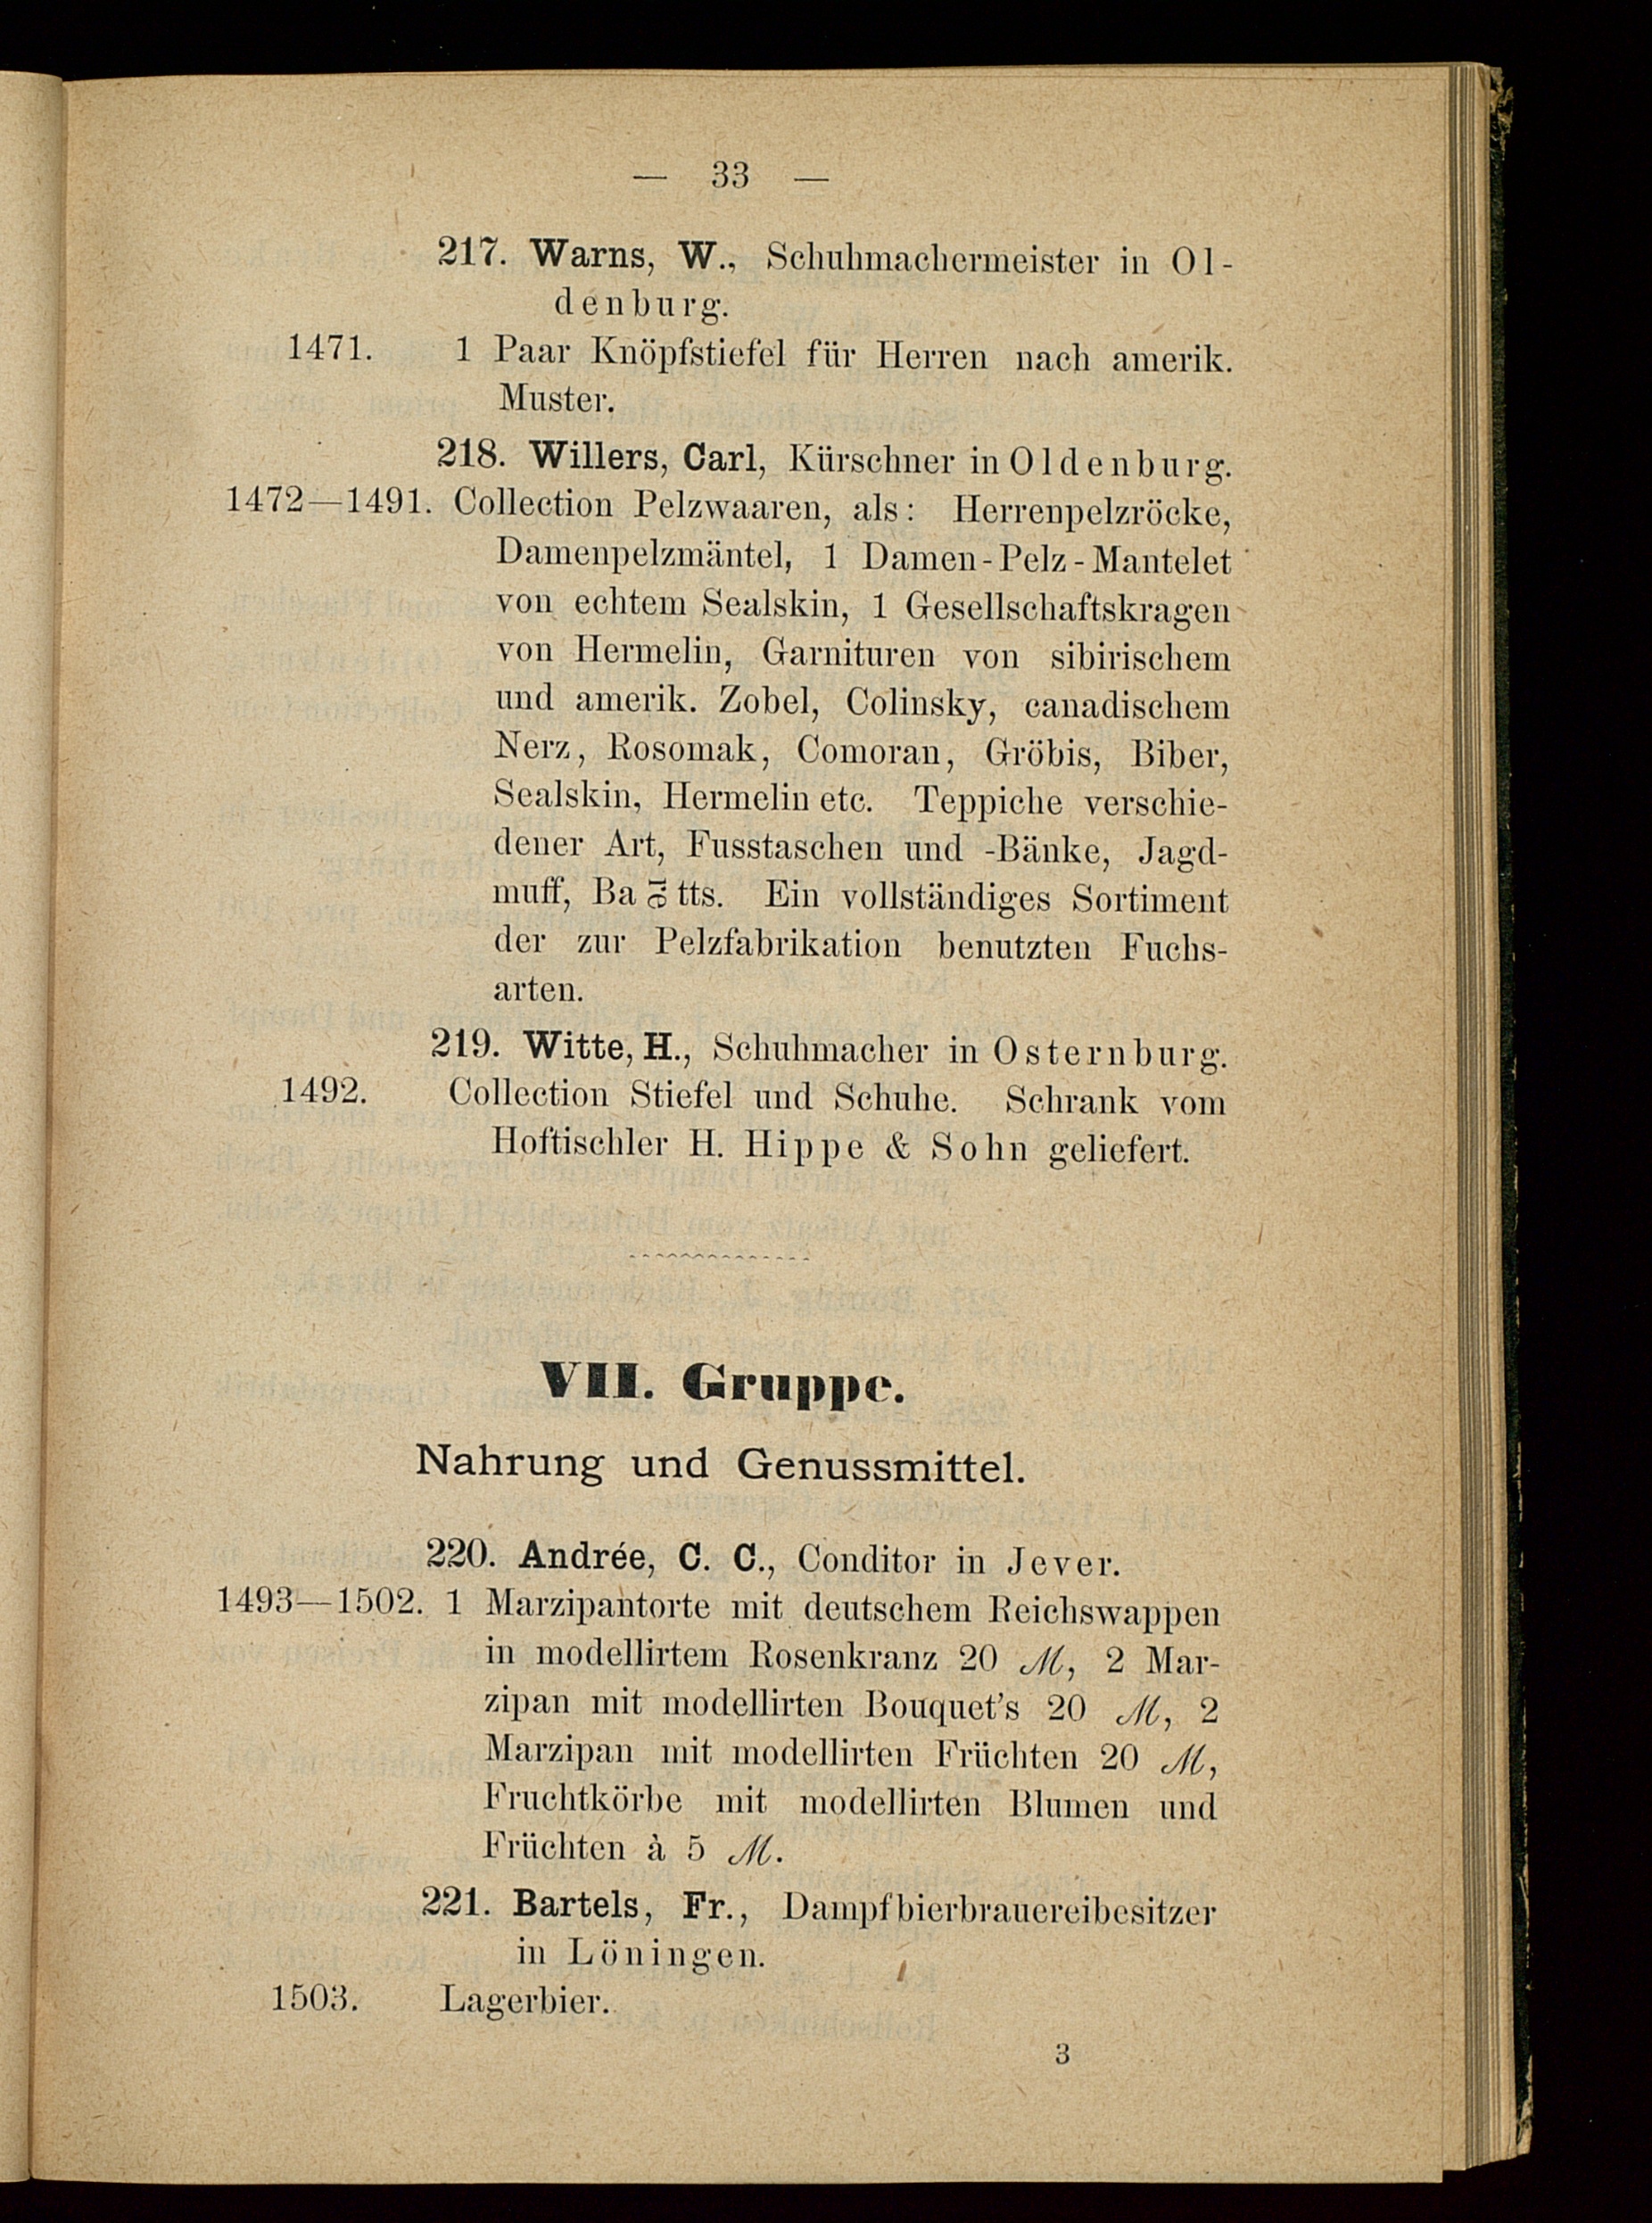 — 33 —
217. Warns, W., Schuhmachermeister in Ol-
denburg.
1471. 1 Paar Knöpfstiefel für Herren nach amerik.
Muster.
218. Willers, Carl, Kürschner in Oldenburg.
1472—1491. Collection Pelzwaaren, als: Herrenpelzröcke,
Damenpelzmäntel, 1 Damen-Pelz-Mantelet
von echtem Sealskin, 1 Gesellschaftskragen
von Hermelin, Garnituren von sibirischem
und amerik. Zobel, Colinsky, canadischem
Nerz, Rosomak, Comoran, Gröbis, Biber,
Sealskin, Hermelin etc. Teppiche verschie-
dener Art, Fusstaschen und -Bänke, Jagd-
muff, tts. Ein vollständiges Sortiment
der zur Pelzfabrikation benutzten Fuchs-
arten.
219. Witte, H., Schuhmacher in Osternburg.
1492. Collection Stiefel und Schuhe. Schrank vom
Hoftischler H. Hippe & Sohn geliefert.
VII. Gruppe.
Nahrung und Genussmittel.
220. Andrée, C. C., Conditor in Jever.
1493—1502. 1 Marzipantorte mit deutschem Reichswappen
in modellirtem Rosenkranz 20 M, 2 Mar-
zipan mit modellirten Bouquet's 20 M, 2
Marzipan mit modellirten Früchten 20 M,
Fruchtkörbe mit modellirten Blumen und
Früchten à 5 M.
221. Bartels, Fr., Dampfbierbrauereibesitzer
in Löningen.
1503. Lagerbier.
3